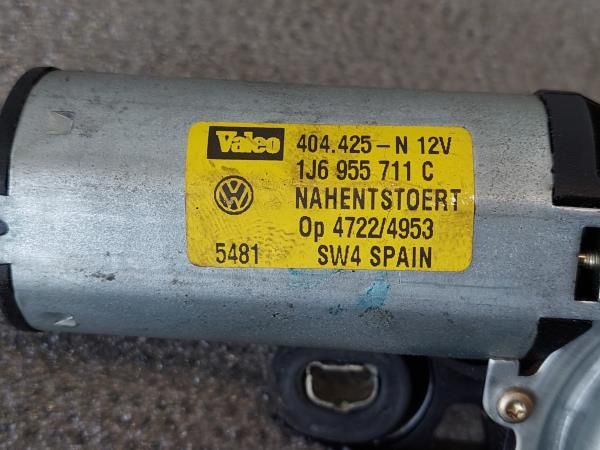 Valeo 404.425-N 12V
1J6 955 711 C
NAHENTSTOERT
Op 4722/4953
5481 SW4 SPAIN